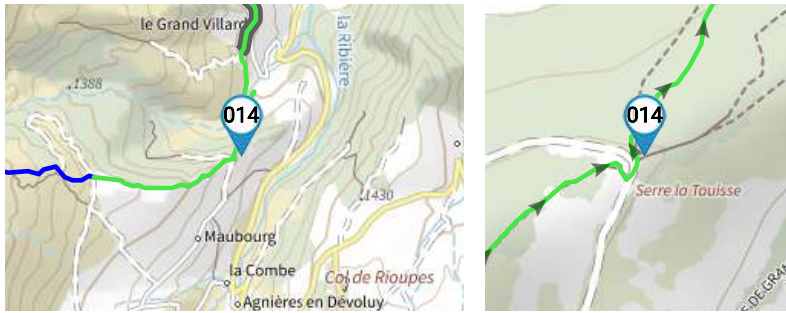 le Grand Villard
la Ribière
1388
014
1430
Maubourg
la Combe
Col de Rioupes
Agnières en Dévoluy
014
Serre la Touisse